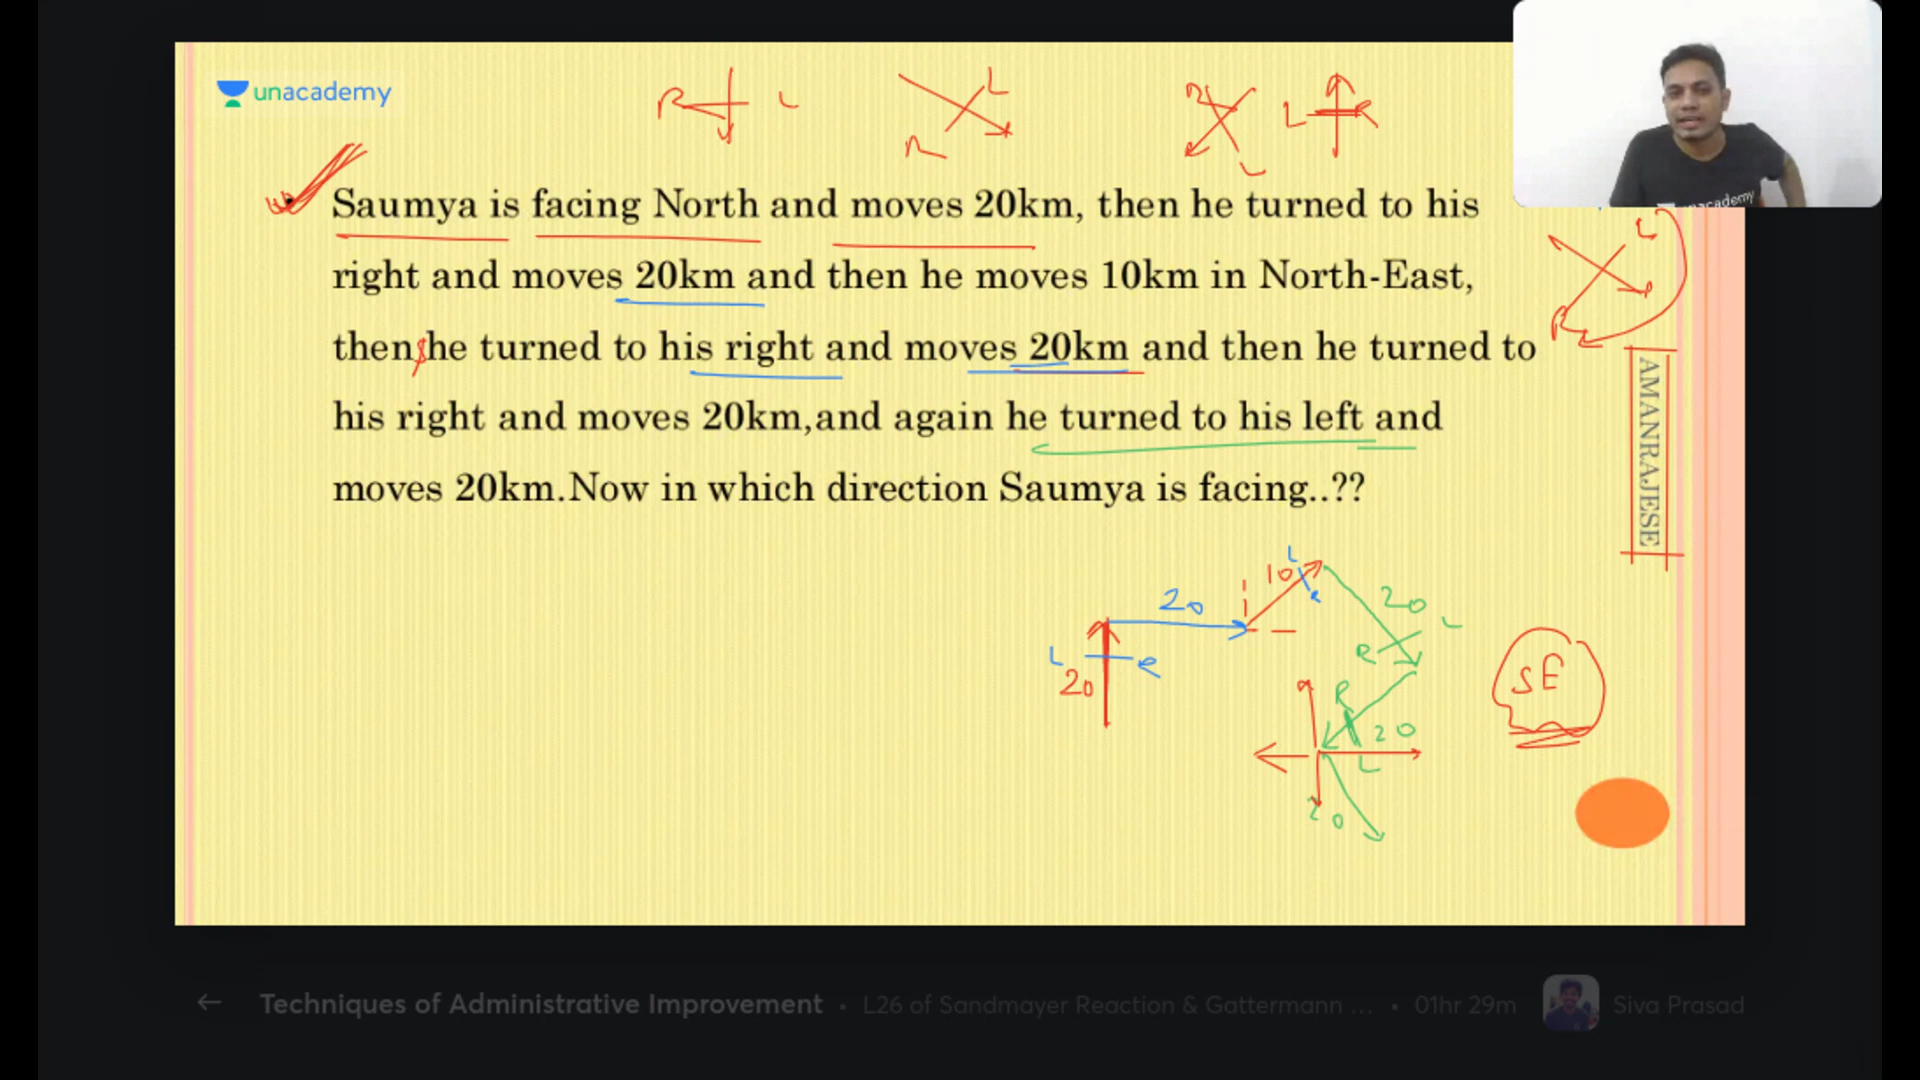 unacademy
R L
L
R
R
L
L R
unacademy
Saumya is facing North and moves 20km, then he turned to his
right and moves 20km and then he moves 10km in North-East,
then,he turned to his right and moves 20km and then he turned to
his right and moves 20km,and again he turned to his left and
moves 20km.Now in which direction Saumya is facing..??
L
R
AMANRAJESE
L
10
R
20
20
L
R
L
R
20
SE
R
20
L
20
Techniques of Administrative Improvement • L26 of Sandmayer Reaction & Gattermann ... • 01hr 29m
Siva Prasad